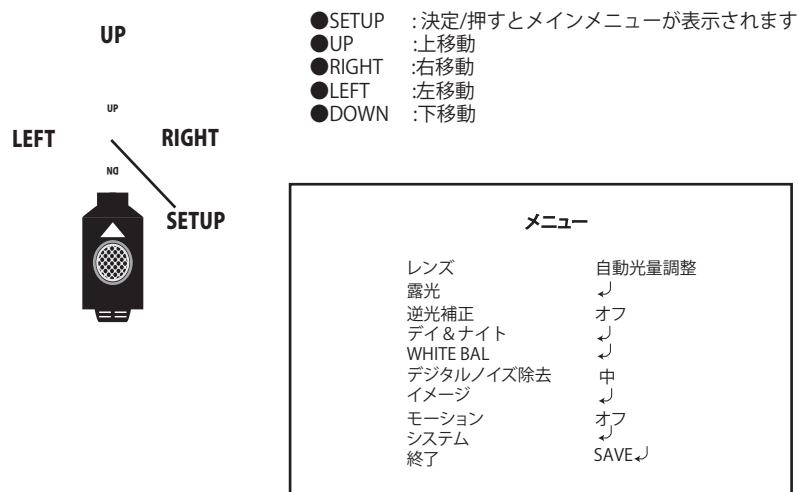 UP
UP
LEFT
RIGHT
DN
SETUP
●SETUP :決定/押すとメインメニューが表示されます
●UP :上移動
●RIGHT :右移動
●LEFT :左移動
●DOWN :下移動
メニュー
レンズ 自動光量調整
露光 ↲
逆光補正 オフ
デイ&ナイト ↲
WHITE BAL ↲
デジタルノイズ除去 中
イメージ ↲
モーション オフ
システム ↲
終了 SAVE↲